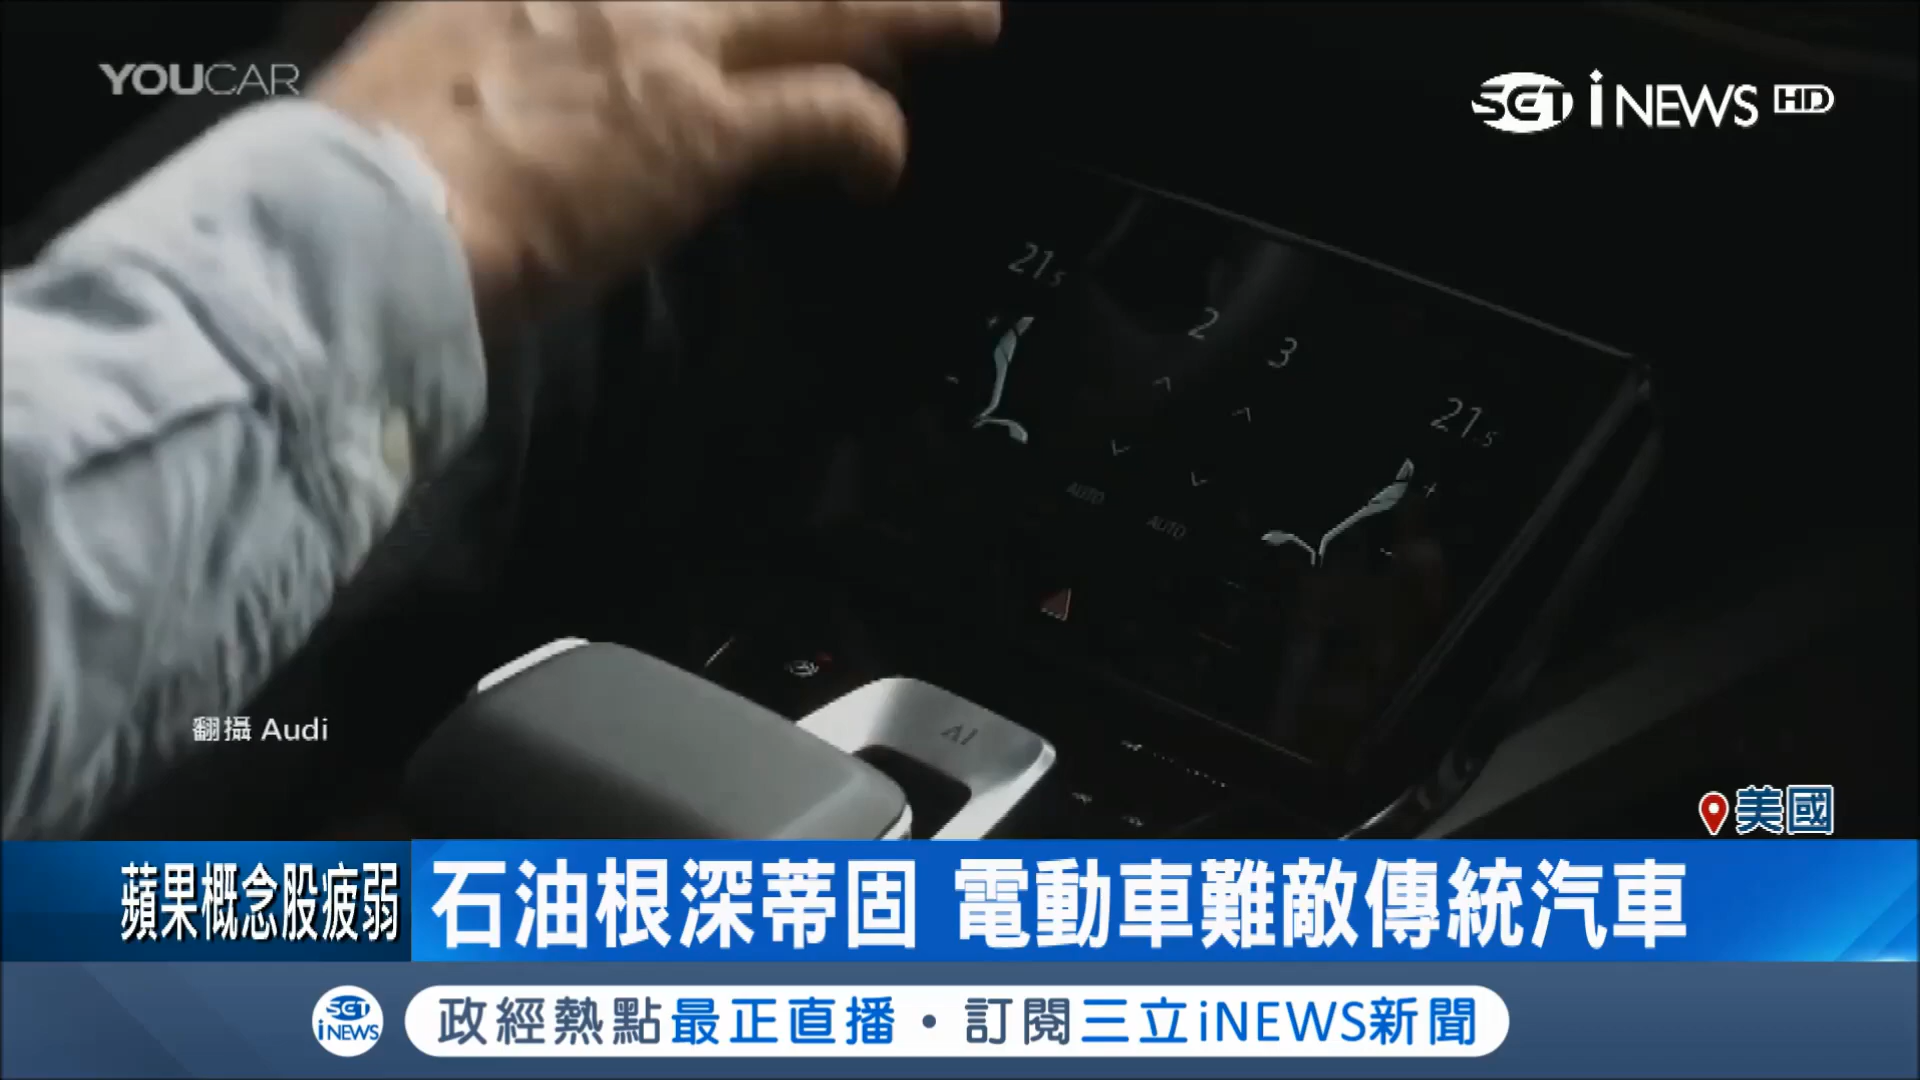 YOUCAR
SET iNEWS HD
21.5
2
3
21.5
AUTO
AUTO
AI
翻攝 Audi
美國
蘋果概念股疲弱
石油根深蒂固 電動車難敵傳統汽車
SET iNEWS
政經熱點最正直播・訂閱三立iNEWS新聞